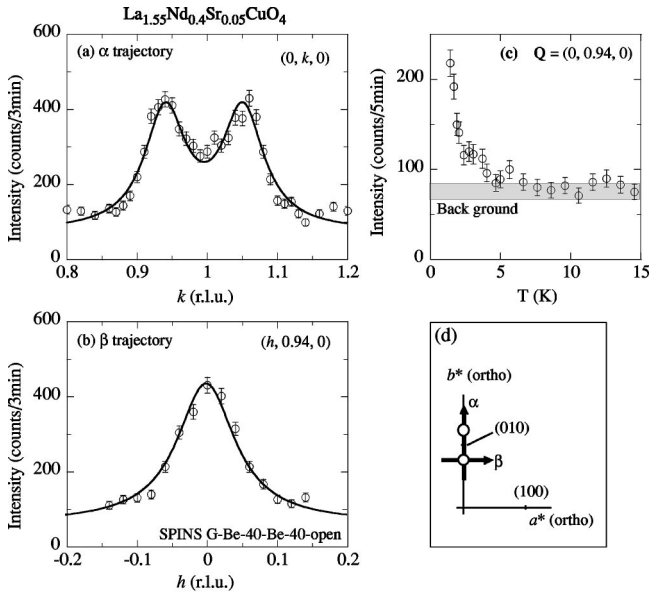 La1.55Nd0.4Sr0.05CuO4
(a) α trajectory
(0, k, 0)
Intensity (counts/3min)
600
400
200
0
0.8 0.9 1 1.1 1.2
k (r.l.u.)
(b) β trajectory
(h, 0.94, 0)
Intensity (counts/3min)
600
400
200
0
SPINS G-Be-40-Be-40-open
-0.2 -0.1 0 0.1 0.2
h (r.l.u.)
(c) Q = (0, 0.94, 0)
Intensity (counts/5min)
200
100
0
Back ground
0 5 10 15
T (K)
(d)
b* (ortho)
α
(010)
β
(100)
a* (ortho)